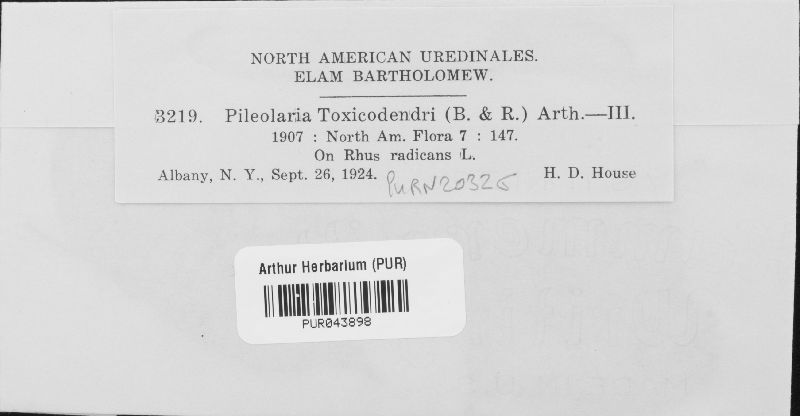 NORTH AMERICAN UREDINALES.
ELAM BARTHOLOMEW.
3219. Pileolaria Toxicodendri (B. & R.) Arth.—III.
1907 : North Am. Flora 7 : 147.
On Rhus radicans L.
Albany, N. Y., Sept. 26, 1924. PURN20325 H. D. House
Arthur Herbarium (PUR)
PUR043898